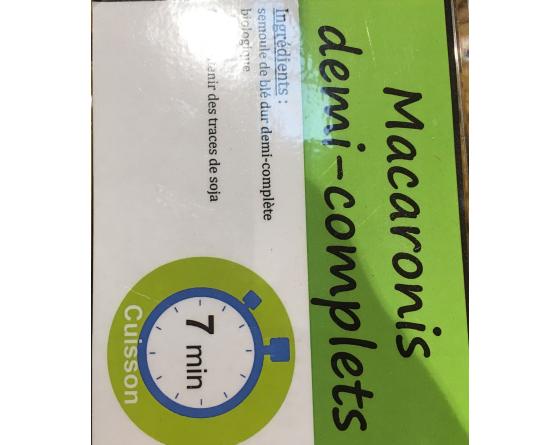 Macaronis
demi-complets
Ingrédients :
semoule de blé dur demi-complète
biologique
des traces de soja
7 min
Cuisson